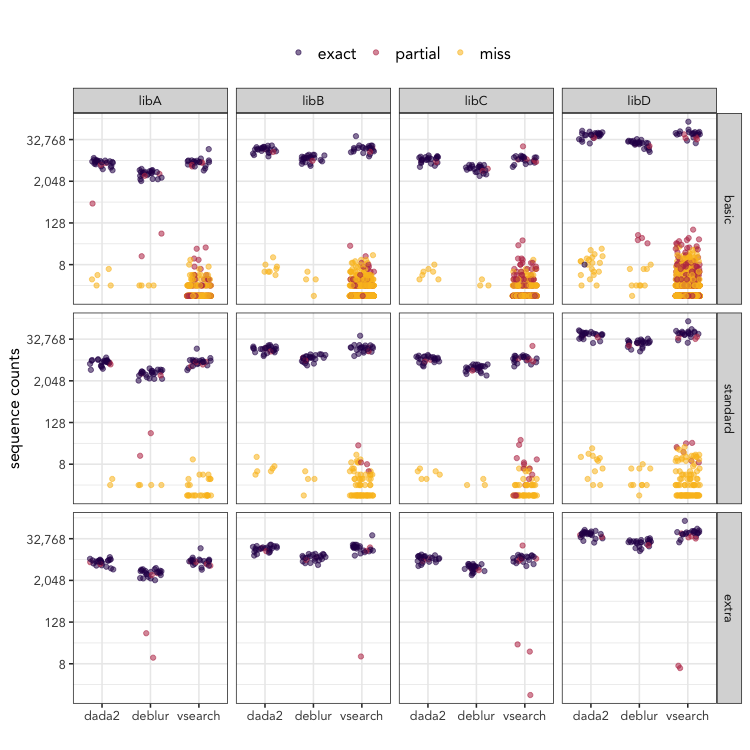 exact partial miss
libA libB libC libD
32,768
2,048
128
8
basic
32,768
2,048
128
8
standard
sequence counts
32,768
2,048
128
8
extra
dada2 deblur vsearch dada2 deblur vsearch dada2 deblur vsearch dada2 deblur vsearch